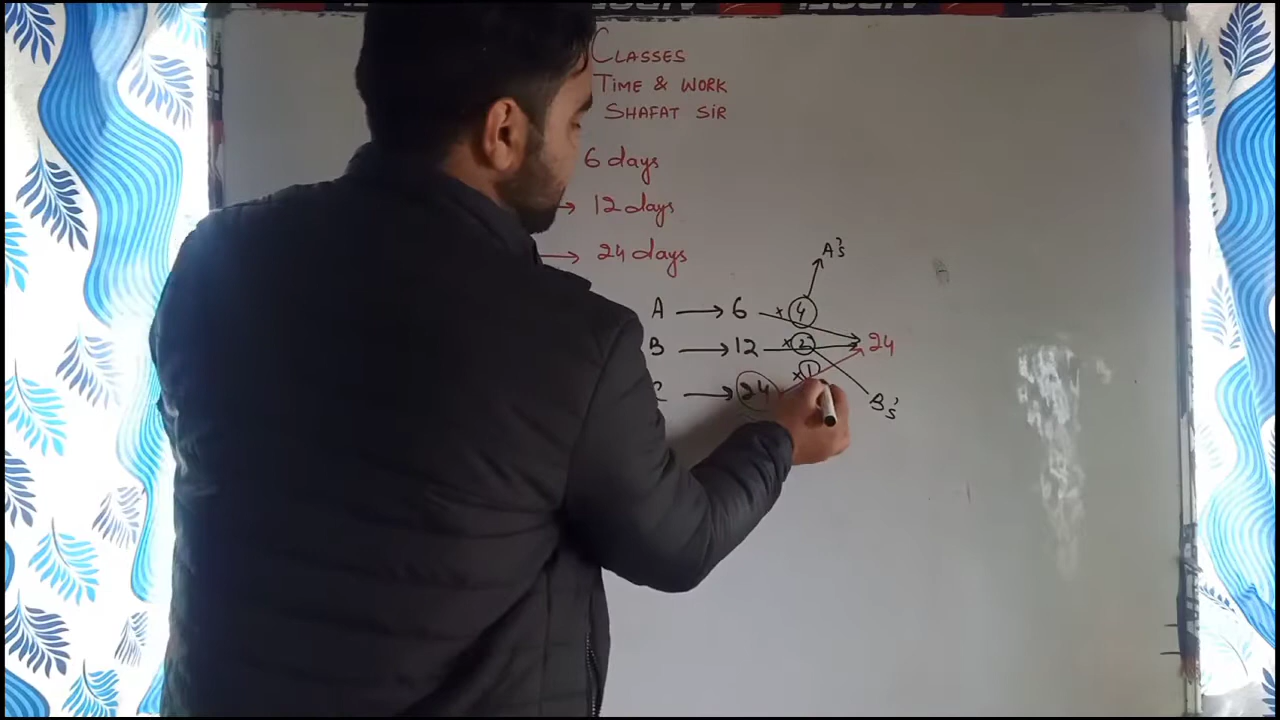 CLASSES
TIME & WORK
SHAFAT SIR
6 days
→ 12 days
→ 24 days
A's
A → 6 ×4
B → 12 ×2 24
×1
C → 24
B's